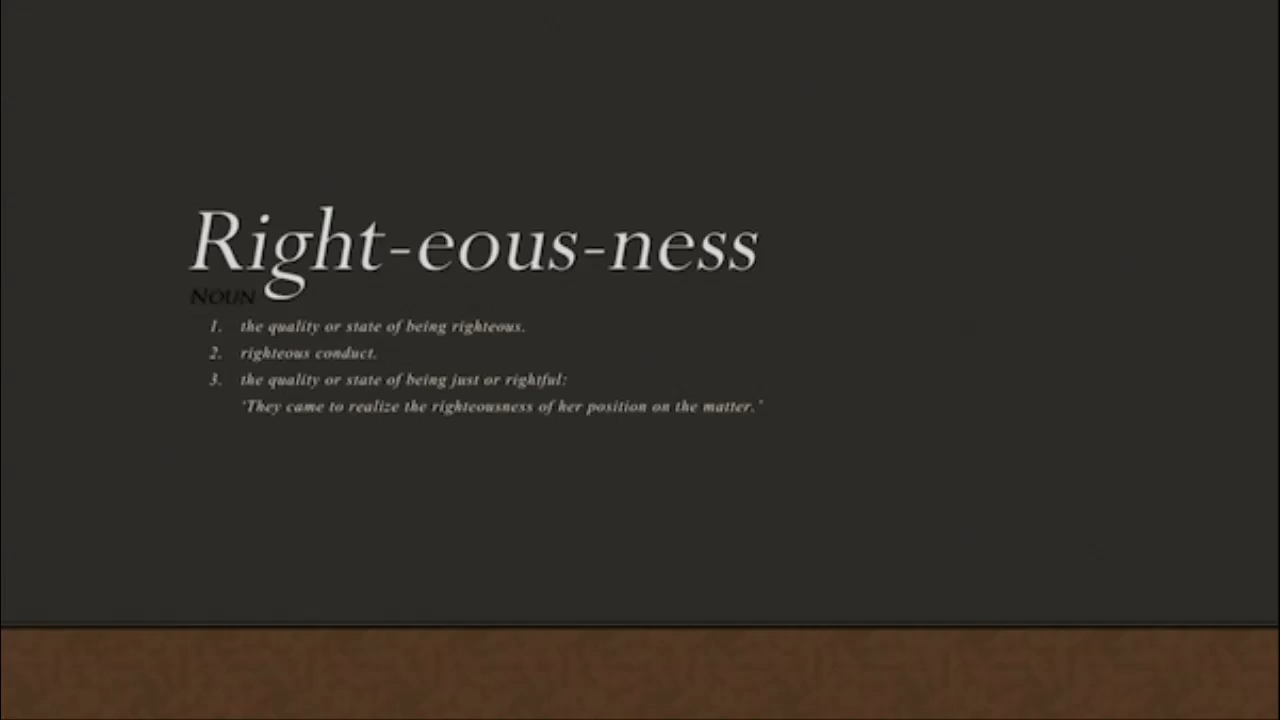 Right-eous-ness
Noun
1. the quality or state of being righteous.
2. righteous conduct.
3. the quality or state of being just or rightful:
‘They came to realize the righteousness of her position on the matter.’